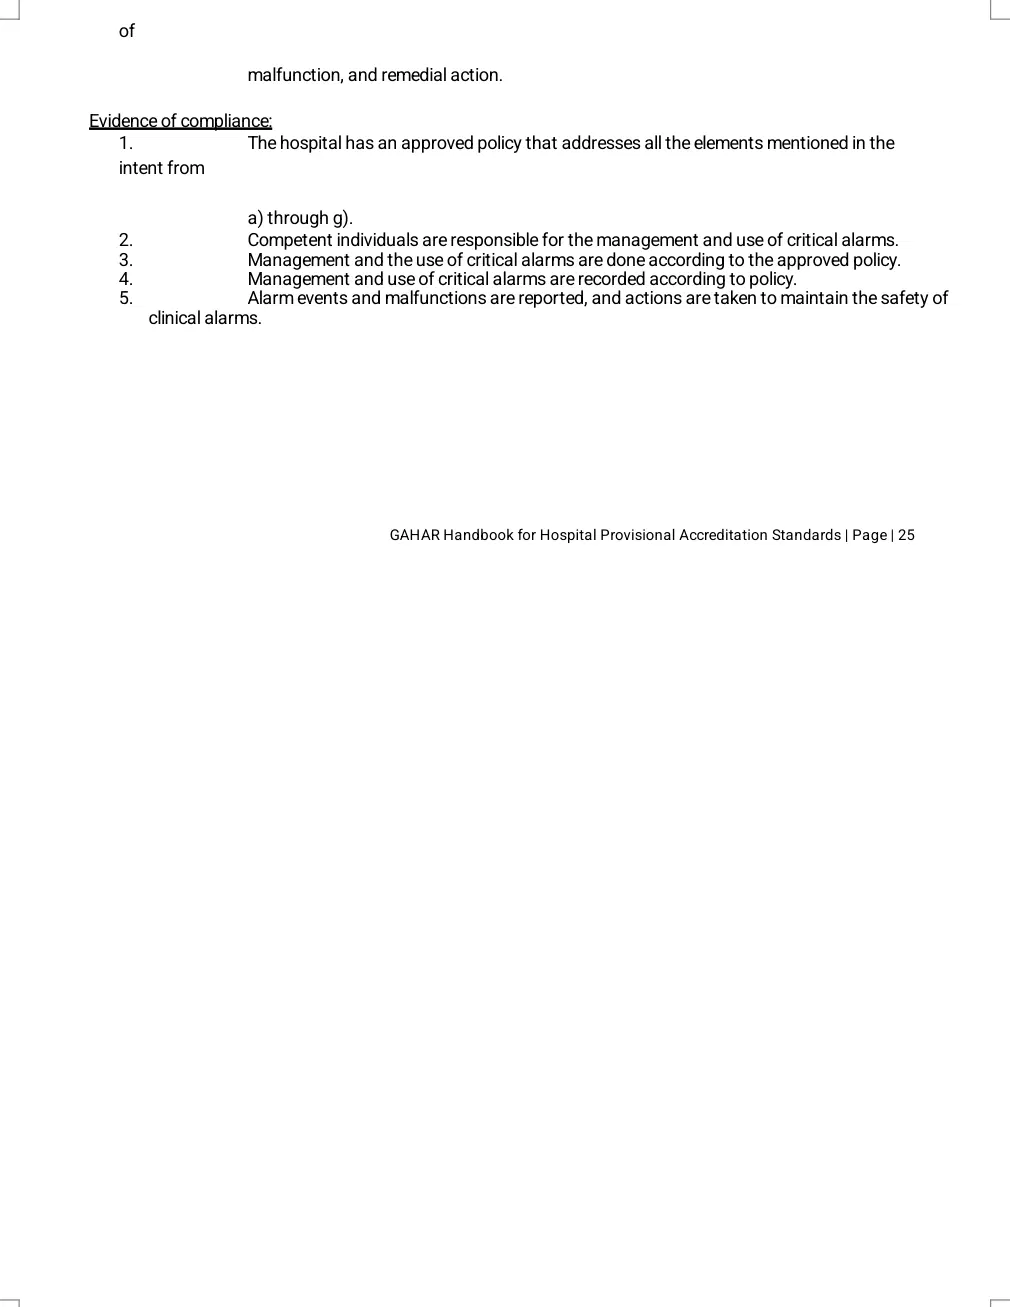 of
malfunction, and remedial action.
Evidence of compliance:
1. The hospital has an approved policy that addresses all the elements mentioned in the
intent from
a) through g).
2. Competent individuals are responsible for the management and use of critical alarms.
3. Management and the use of critical alarms are done according to the approved policy.
4. Management and use of critical alarms are recorded according to policy.
5. Alarm events and malfunctions are reported, and actions are taken to maintain the safety of
clinical alarms.
GAHAR Handbook for Hospital Provisional Accreditation Standards | Page | 25